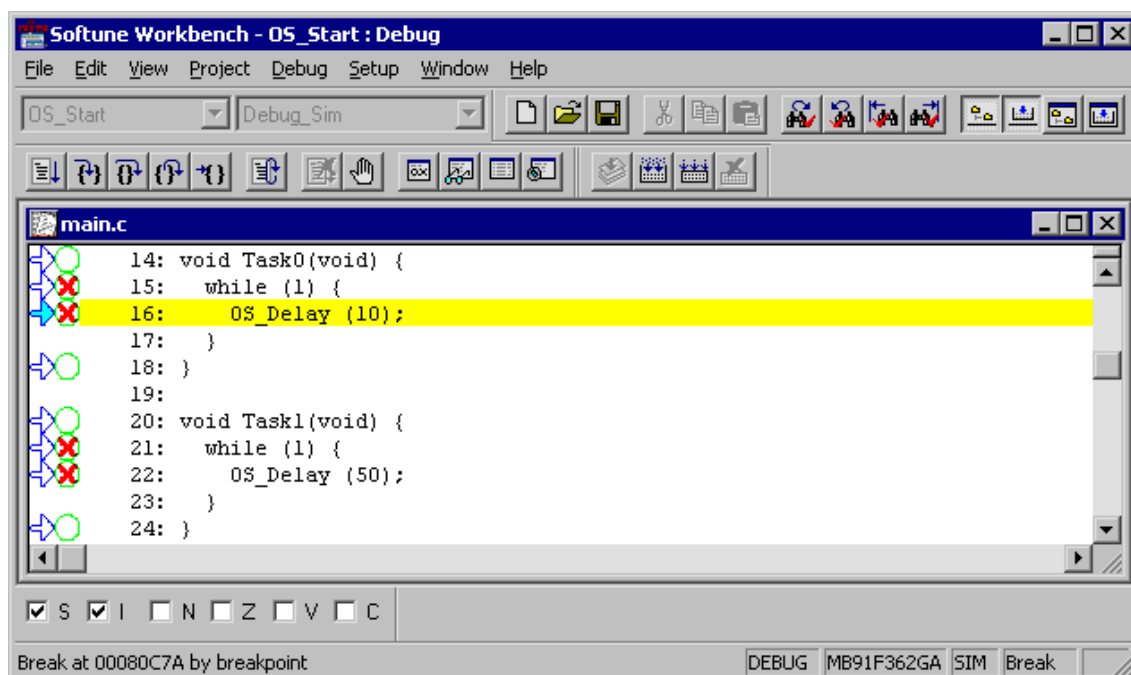 Softune Workbench - OS_Start : Debug
File Edit View Project Debug Setup Window Help
OS_Start Debug_Sim
main.c
14: void Task0(void) {
15: while (1) {
16: OS_Delay (10);
17: }
18: }
19:
20: void Task1(void) {
21: while (1) {
22: OS_Delay (50);
23: }
24: }
S I N Z V C
Break at 00080C7A by breakpoint DEBUG MB91F362GA SIM Break